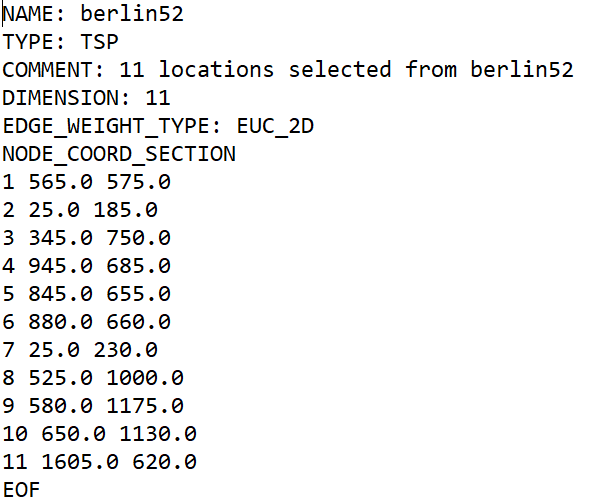 NAME: berlin52
TYPE: TSP
COMMENT: 11 locations selected from berlin52
DIMENSION: 11
EDGE_WEIGHT_TYPE: EUC_2D
NODE_COORD_SECTION
1 565.0 575.0
2 25.0 185.0
3 345.0 750.0
4 945.0 685.0
5 845.0 655.0
6 880.0 660.0
7 25.0 230.0
8 525.0 1000.0
9 580.0 1175.0
10 650.0 1130.0
11 1605.0 620.0
EOF